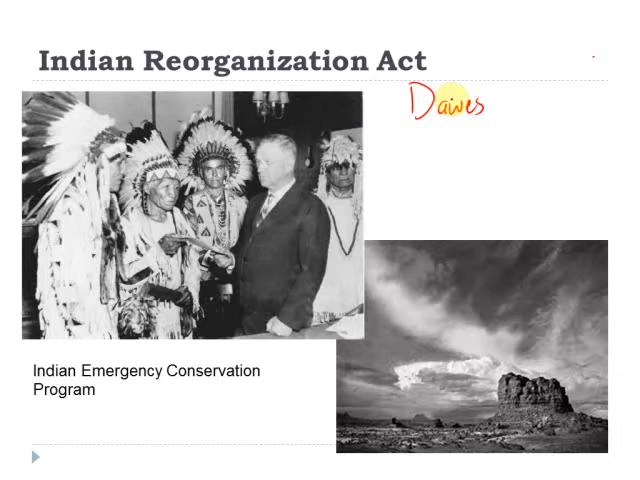 Indian Reorganization Act
Dawes
Indian Emergency Conservation
Program